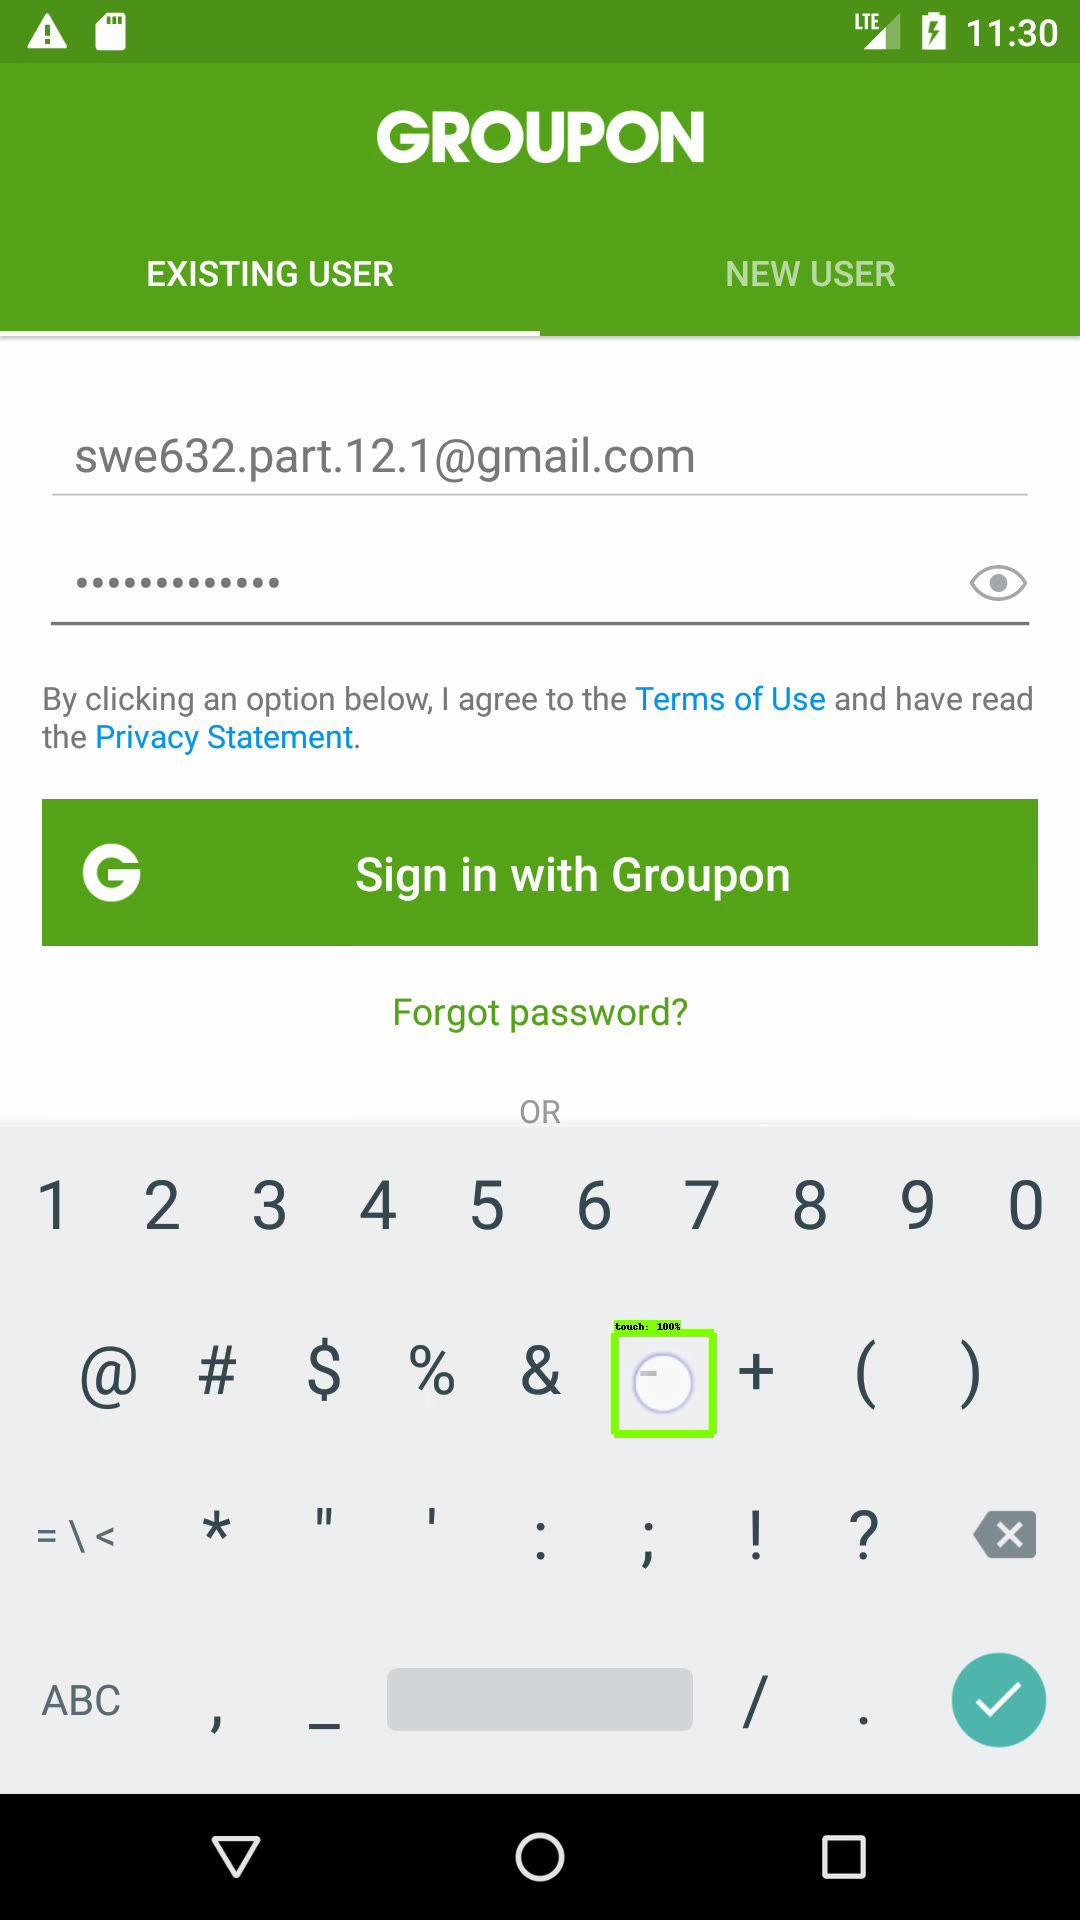 LTE 11:30
GROUPON
EXISTING USER NEW USER
swe632.part.12.1@gmail.com
•••••••••••••
By clicking an option below, I agree to the Terms of Use and have read
the Privacy Statement.
G Sign in with Groupon
Forgot password?
OR
1 2 3 4 5 6 7 8 9 0
touch: 100%
@ # $ % & - + ( )
= \ < * " ' : ; ! ?
ABC , _ / .